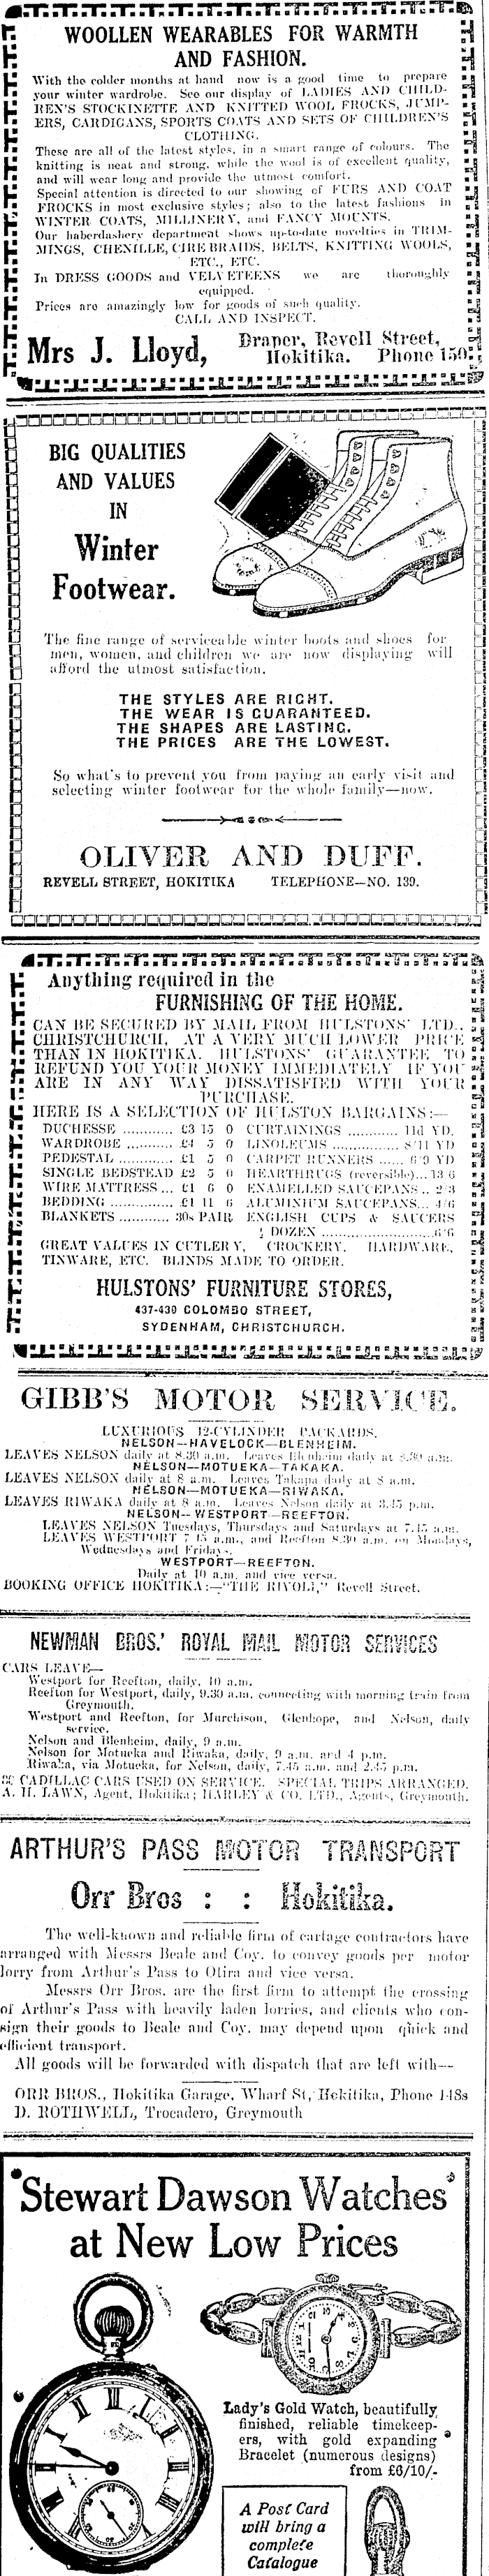 WOOLLEN WEARABLES FOR WARMTH
AND FASHION.
With the colder months at hand now is a good time to prepare
your winter wardrobe. See our display of LADIES AND CHILD-
REN'S STOCKINETTE AND KNITTED WOOL FROCKS, JUMP-
ERS, CARDIGANS, SPORTS COATS AND SETS OF CHILDREN'S
CLOTHING.
These are all of the latest styles, in a smart range of colours. The
knitting is neat and strong, while the wool is of excellent quality,
and will wear long and provide the utmost comfort.
Special attention is directed to our showing of FURS AND COAT
FROCKS in most exclusive styles; also to the latest fashions in
WINTER COATS, MILLINERY, and FANCY MOUNTS.
Our haberdashery department shows up-to-date novelties in TRIM-
MINGS, CHENILLE, CIRE BRAIDS, BELTS, KNITTING WOOLS,
ETC., ETC.
In DRESS GOODS and VELVETEENS we are thoroughly
equipped.
Prices are amazingly low for goods of such quality.
CALL AND INSPECT.
Mrs J. Lloyd, Draper, Revell Street,
Hokitika. Phone 150.
BIG QUALITIES
AND VALUES
IN
Winter
Footwear.
The fine range of serviceable winter boots and shoes for
men, women, and children we are now displaying will
afford the utmost satisfaction.
THE STYLES ARE RIGHT.
THE WEAR IS GUARANTEED.
THE SHAPES ARE LASTING.
THE PRICES ARE THE LOWEST.
So what's to prevent you from paying an early visit and
selecting winter footwear for the whole family—now.
OLIVER AND DUFF.
REVELL STREET, HOKITIKA TELEPHONE—NO. 139.
Anything required in the
FURNISHING OF THE HOME.
CAN BE SECURED BY MAIL FROM HULSTONS' LTD.,
CHRISTCHURCH, AT A VERY MUCH LOWER PRICE
THAN IN HOKITIKA. HULSTONS' GUARANTEE TO
REFUND YOU YOUR MONEY IMMEDIATELY IF YOU
ARE IN ANY WAY DISSATISFIED WITH YOUR
PURCHASE.
HERE IS A SELECTION OF HULSTON BARGAINS:—
DUCHESSE ............ £3 15 0 CURTAININGS ............ 11d YD.
WARDROBE ........... £4 5 0 LINOLEUMS ............... 8/11 YD
PEDESTAL .............. £1 5 0 CARPET RUNNERS ...... 6/9 YD
SINGLE BEDSTEAD £2 5 0 HEARTHRUGS (reversible)... 13/6
WIRE MATTRESS ... £1 6 0 ENAMELLED SAUCEPANS .. 2/3
BEDDING ................. £1 11 6 ALUMINIUM SAUCEPANS... 4/6
BLANKETS ............ 30s PAIR ENGLISH CUPS & SAUCERS
½ DOZEN ........................ 6/6
GREAT VALUES IN CUTLERY, CROCKERY, HARDWARE,
TINWARE, ETC. BLINDS MADE TO ORDER.
HULSTONS' FURNITURE STORES,
437-439 COLOMBO STREET,
SYDENHAM, CHRISTCHURCH.
GIBB'S MOTOR SERVICE.
LUXURIOUS 12-CYLINDER PACKARDS.
NELSON—HAVELOCK—BLENHEIM.
LEAVES NELSON daily at 8.30 a.m. Leaves Blenheim daily at 8.30 a.m.
NELSON—MOTUEKA—TAKAKA.
LEAVES NELSON daily at 8 a.m. Leaves Takaka daily at 8 a.m.
NELSON—MOTUEKA—RIWAKA.
LEAVES RIWAKA daily at 8 a.m. Leaves Nelson daily at 3.45 p.m.
NELSON—WESTPORT—REEFTON.
LEAVES NELSON Tuesdays, Thursdays and Saturdays at 7.15 a.m.
LEAVES WESTPORT 7.15 a.m., and Reefton 8.30 a.m. on Mondays,
Wednesdays and Fridays.
WESTPORT—REEFTON.
Daily at 10 a.m. and vice versa.
BOOKING OFFICE HOKITIKA:—"THE RIVOLI," Revell Street.
NEWMAN BROS.' ROYAL MAIL MOTOR SERVICES
CARS LEAVE—
Westport for Reefton, daily, 10 a.m.
Reefton for Westport, daily, 9.30 a.m. connecting with morning train from
Greymouth.
Westport and Reefton, for Murchison, Glenhope, and Nelson, daily
service.
Nelson and Blenheim, daily, 9 a.m.
Nelson for Motueka and Riwaka, daily, 9 a.m. and 4 p.m.
Riwaka, via Motueka, for Nelson, daily, 7.45 a.m. and 2.45 p.m.
CADILLAC CARS USED ON SERVICE. SPECIAL TRIPS ARRANGED.
A. H. LAWN, Agent, Hokitika; HARLEY & CO. LTD., Agents, Greymouth.
ARTHUR'S PASS MOTOR TRANSPORT
Orr Bros : : Hokitika.
The well-known and reliable firm of cartage contractors have
arranged with Messrs Beale and Coy. to convey goods per motor
lorry from Arthur's Pass to Otira and vice versa.
Messrs Orr Bros. are the first firm to attempt the crossing
of Arthur's Pass with heavily laden lorries, and clients who con-
sign their goods to Beale and Coy. may depend upon quick and
efficient transport.
All goods will be forwarded with dispatch that are left with—
ORR BROS., Hokitika Garage, Wharf St, Hokitika, Phone 148s
D. ROTHWELL, Trocadero, Greymouth
Stewart Dawson Watches
at New Low Prices
Lady's Gold Watch, beautifully
finished, reliable timekeep-
ers, with gold expanding
Bracelet (numerous designs)
from £6/10/-
A Post Card
will bring a
complete
Catalogue